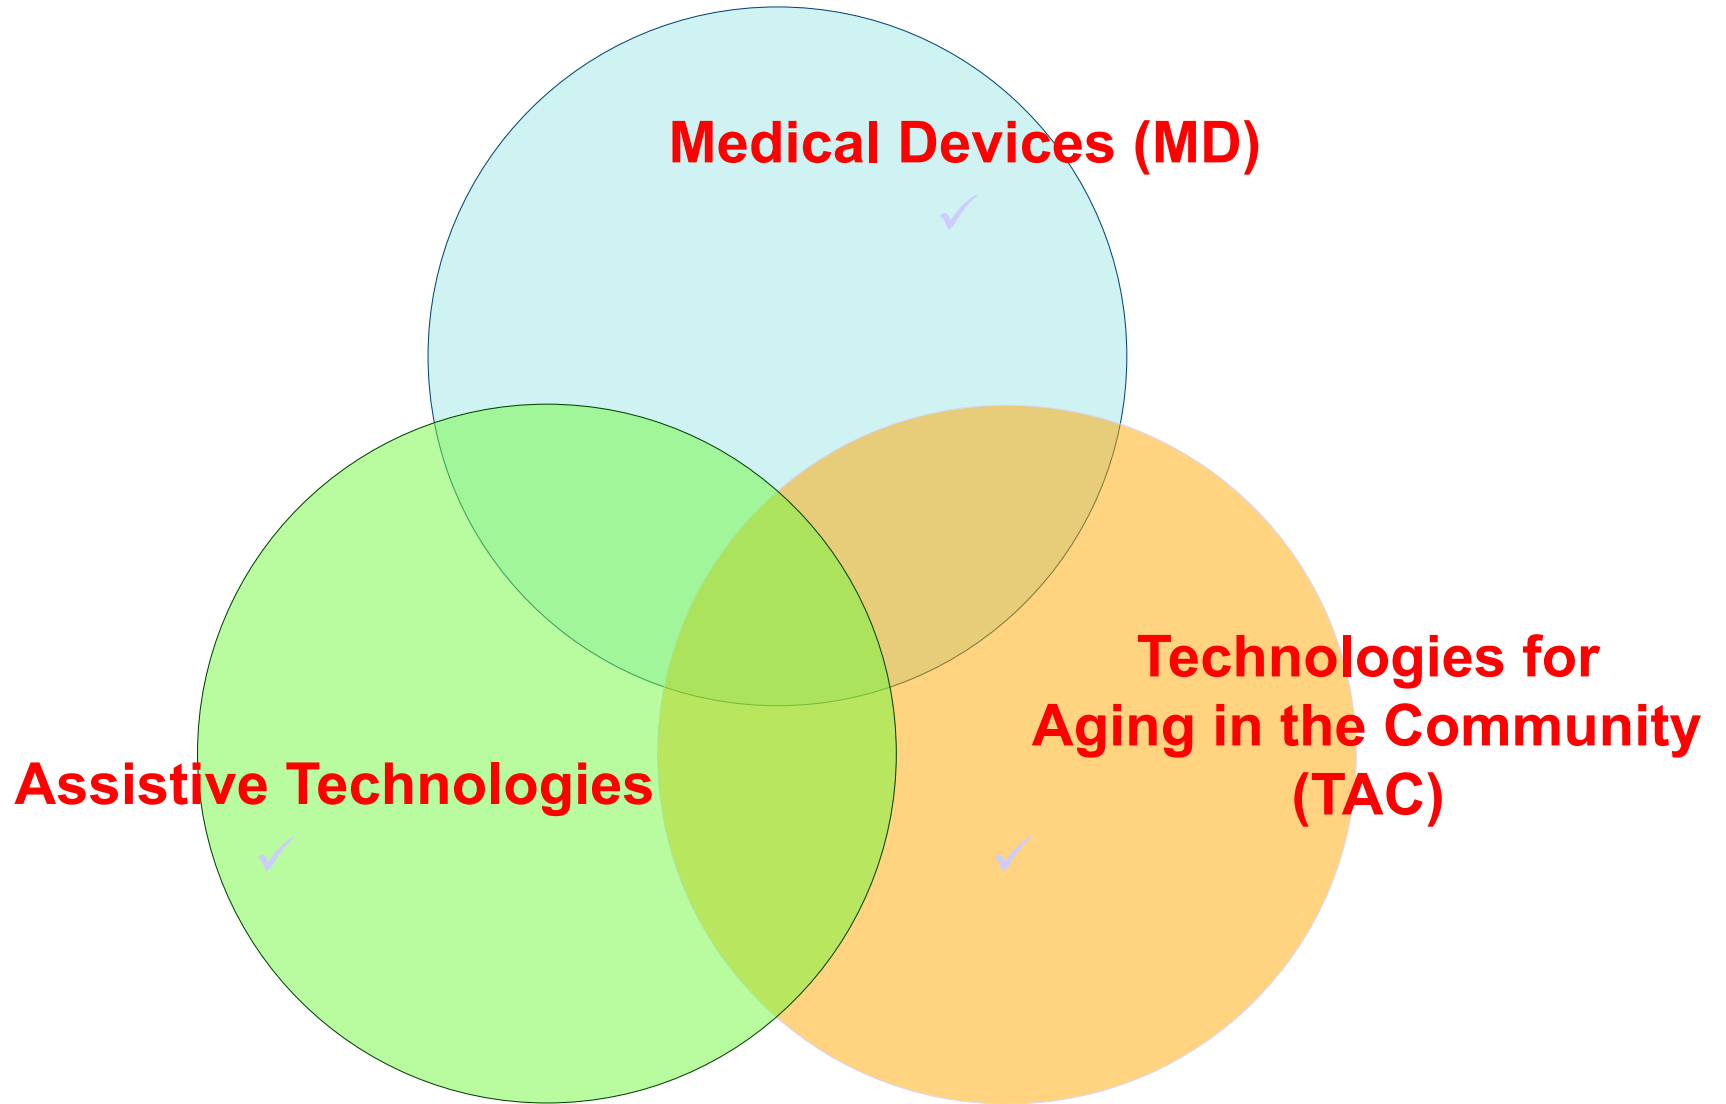 Medical Devices (MD)
✓
Technologies for
Aging in the Community
(TAC)
Assistive Technologies
✓
✓